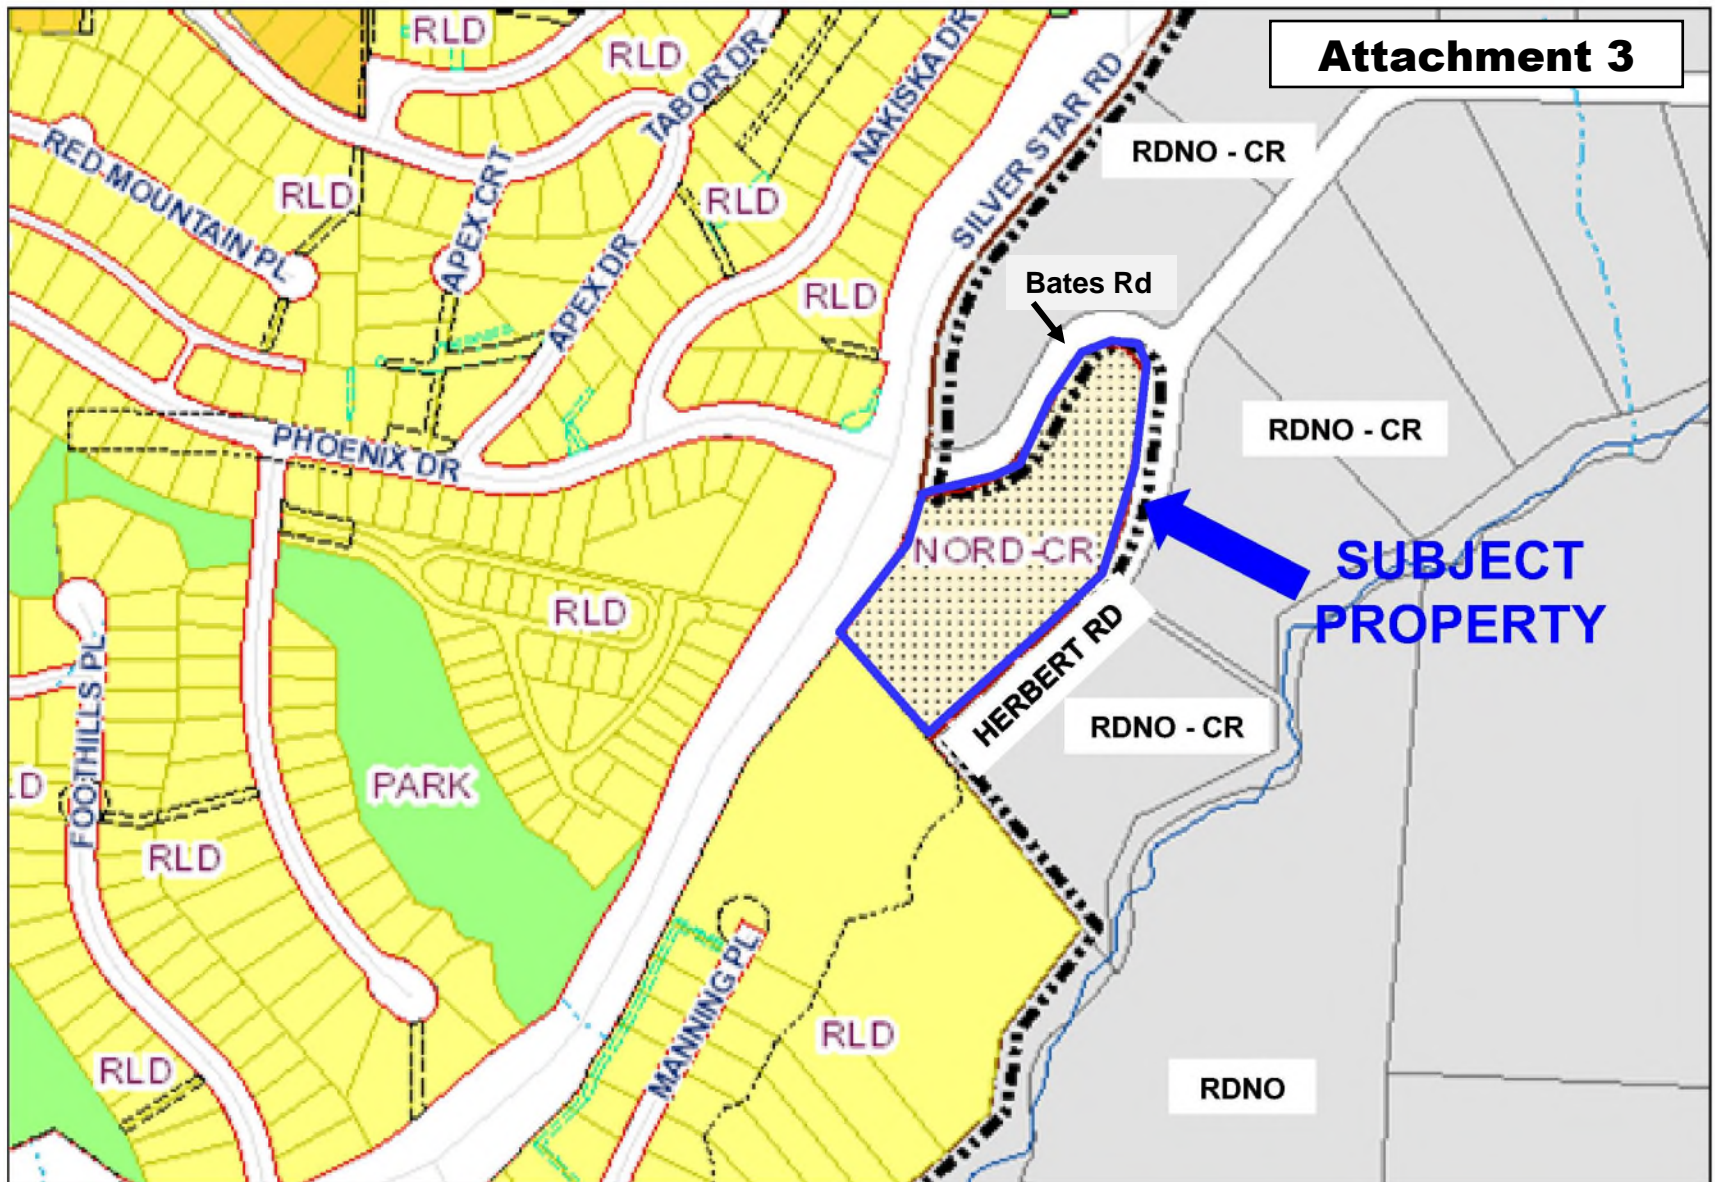 Attachment 3
RLD
RLD
TABOR DR
NAKISKA DR
SILVER STAR RD
RDNO - CR
RED MOUNTAIN PL
RLD
APEX CRT
RLD
APEX DR
RLD
Bates Rd
RDNO - CR
PHOENIX DR
NORD-CR
SUBJECT
PROPERTY
RLD
HERBERT RD
RDNO - CR
FOOTHILLS PL
LD
PARK
RLD
MANNING PL
RLD
RLD
RDNO